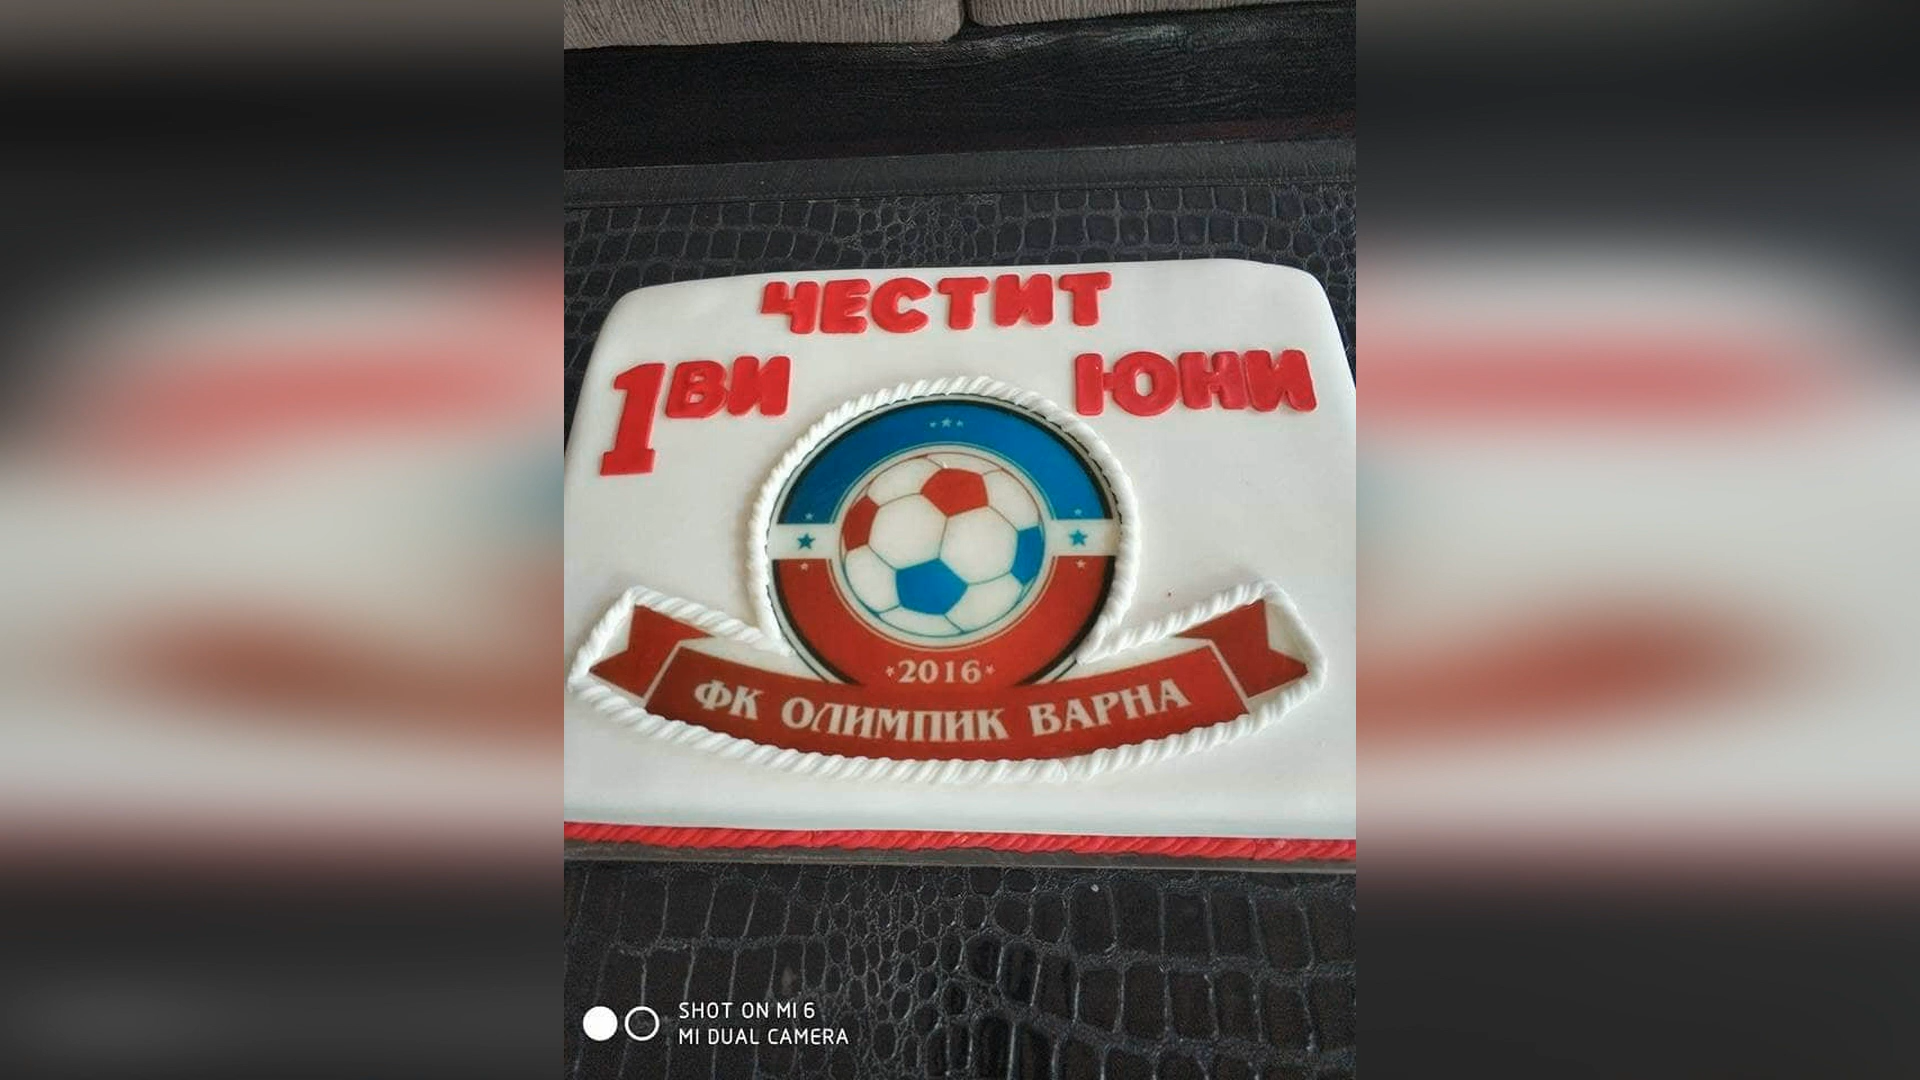 ЧЕСТИТ
1ВИ ЮНИ
2016
ФК ОЛИМПИК ВАРНА
SHOT ON MI 6
MI DUAL CAMERA